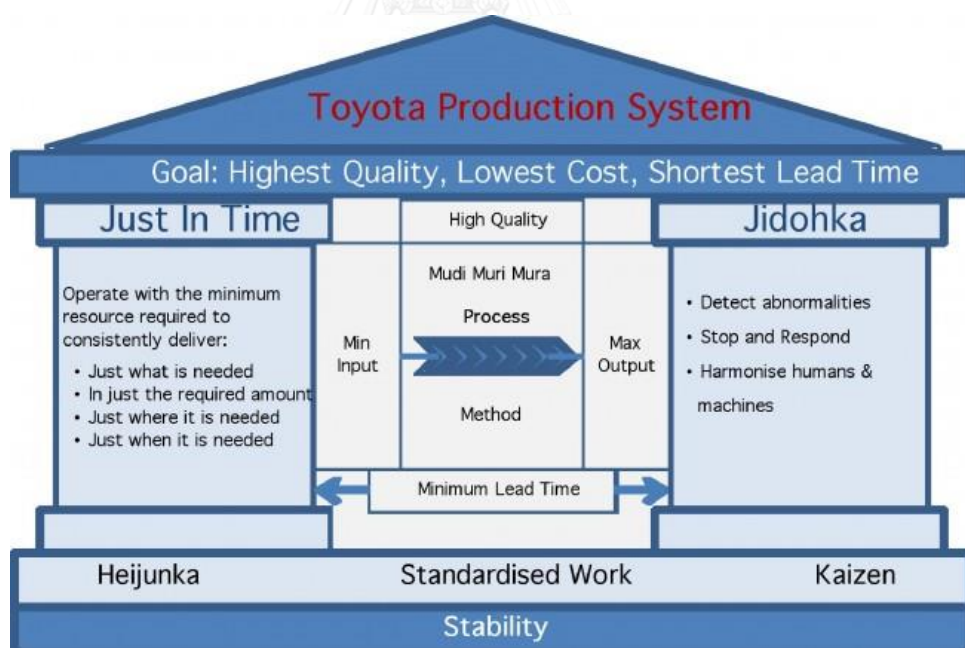 Toyota Production System
Goal: Highest Quality, Lowest Cost, Shortest Lead Time
Just In Time
Operate with the minimum
resource required to
consistently deliver:
• Just what is needed
• In just the required amount
• Just where it is needed
• Just when it is needed
High Quality
Mudi Muri Mura
Process
Min
Input
Max
Output
Method
Minimum Lead Time
Jidohka
• Detect abnormalities
• Stop and Respond
• Harmonise humans &
machines
Heijunka
Standardised Work
Kaizen
Stability